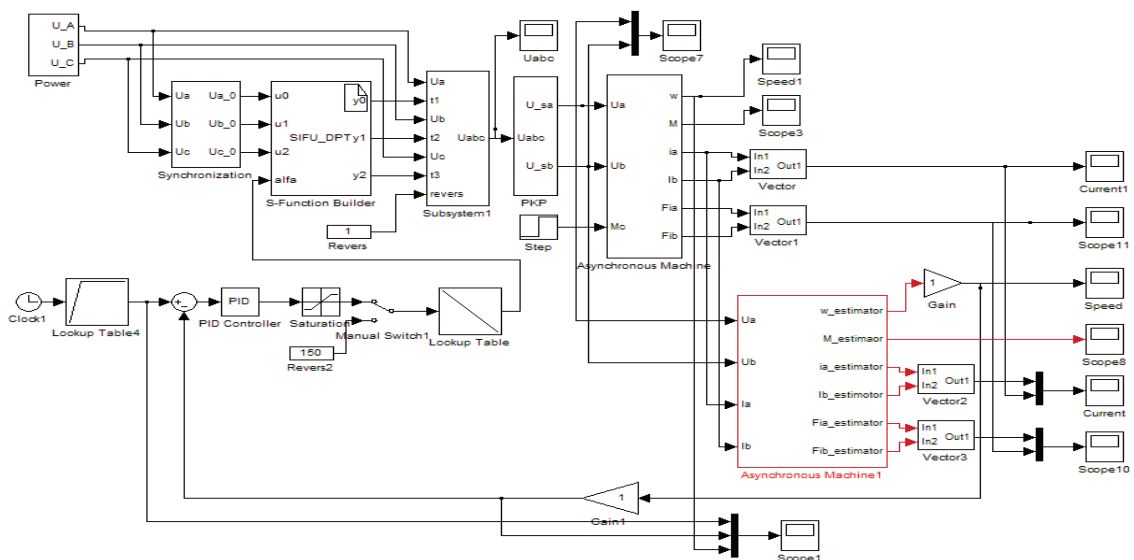 U_A
U_B
U_C
Power
Ua
Ub
Uc
Ua_0
Ub_0
Uc_0
Synchronization
u0
u1
u2
alfa
y0
SIFU_DPTy1
y2
S-Function Builder
1
Revers
Ua
t1
Ub
t2
Uc
t3
revers
Uabc
Subsystem1
Uabc
Uabc
U_sa
U_sb
PKP
Step
Scope7
Ua
Ub
Mc
w
M
ia
Ib
Fia
Fib
Asynchronous Machine
Speed1
Scope3
In1
In2
Out1
Vector
In1
In2
Out1
Vector1
Current1
Scope11
Clock1
Lookup Table4
PID
PID Controller
Saturation
150
Revers2
Manual Switch1
Lookup Table
1
Gain
Speed
Ua
Ub
Ia
Ib
w_estimator
M_estimaor
ia_estimator
Ib_estimotor
Fia_estimator
Fib_estimator
Asynchronous Machine1
Scope8
In1
In2
Out1
Vector2
Current
In1
In2
Out1
Vector3
Scope10
1
Gain1
Scope1